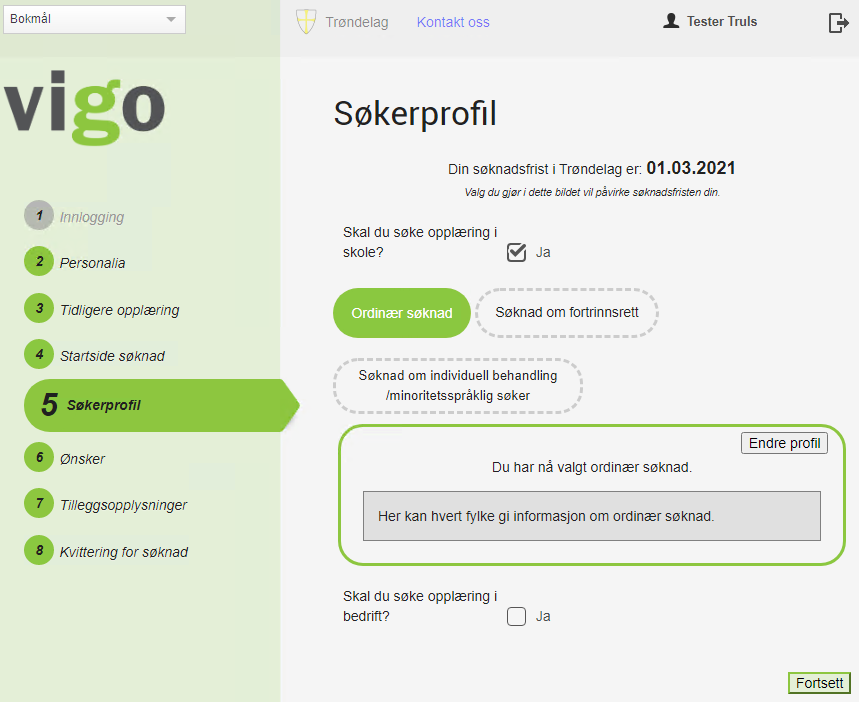 Bokmål
Trøndelag
Kontakt oss
Tester Truls
vigo
1 Innlogging
2 Personalia
3 Tidligere opplæring
4 Startside søknad
5 Søkerprofil
6 Ønsker
7 Tilleggsopplysninger
8 Kvittering for søknad
Søkerprofil
Din søknadsfrist i Trøndelag er: 01.03.2021
Valg du gjør i dette bildet vil påvirke søknadsfristen din.
Skal du søke opplæring i
skole?
Ja
Ordinær søknad
Søknad om fortrinnsrett
Søknad om individuell behandling
/minoritetsspråklig søker
Endre profil
Du har nå valgt ordinær søknad.
Her kan hvert fylke gi informasjon om ordinær søknad.
Skal du søke opplæring i
bedrift?
Ja
Fortsett